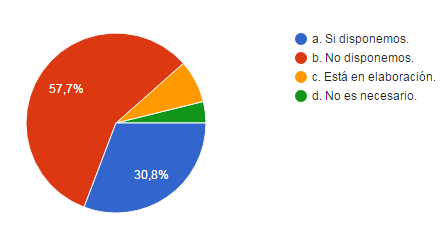 57,7%
30,8%
a. Si disponemos.
b. No disponemos.
c. Está en elaboración.
d. No es necesario.